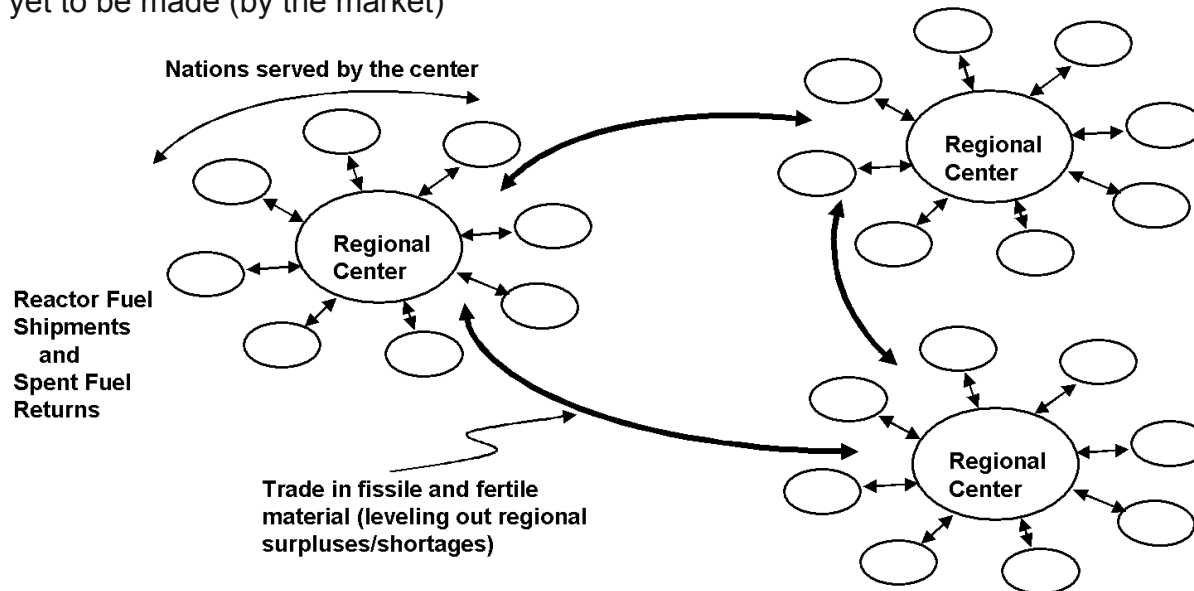 yet to be made (by the market)
Nations served by the center
Regional
Center
Regional
Center
Reactor Fuel
Shipments
and
Spent Fuel
Returns
Trade in fissile and fertile
material (leveling out regional
surpluses/shortages)
Regional
Center